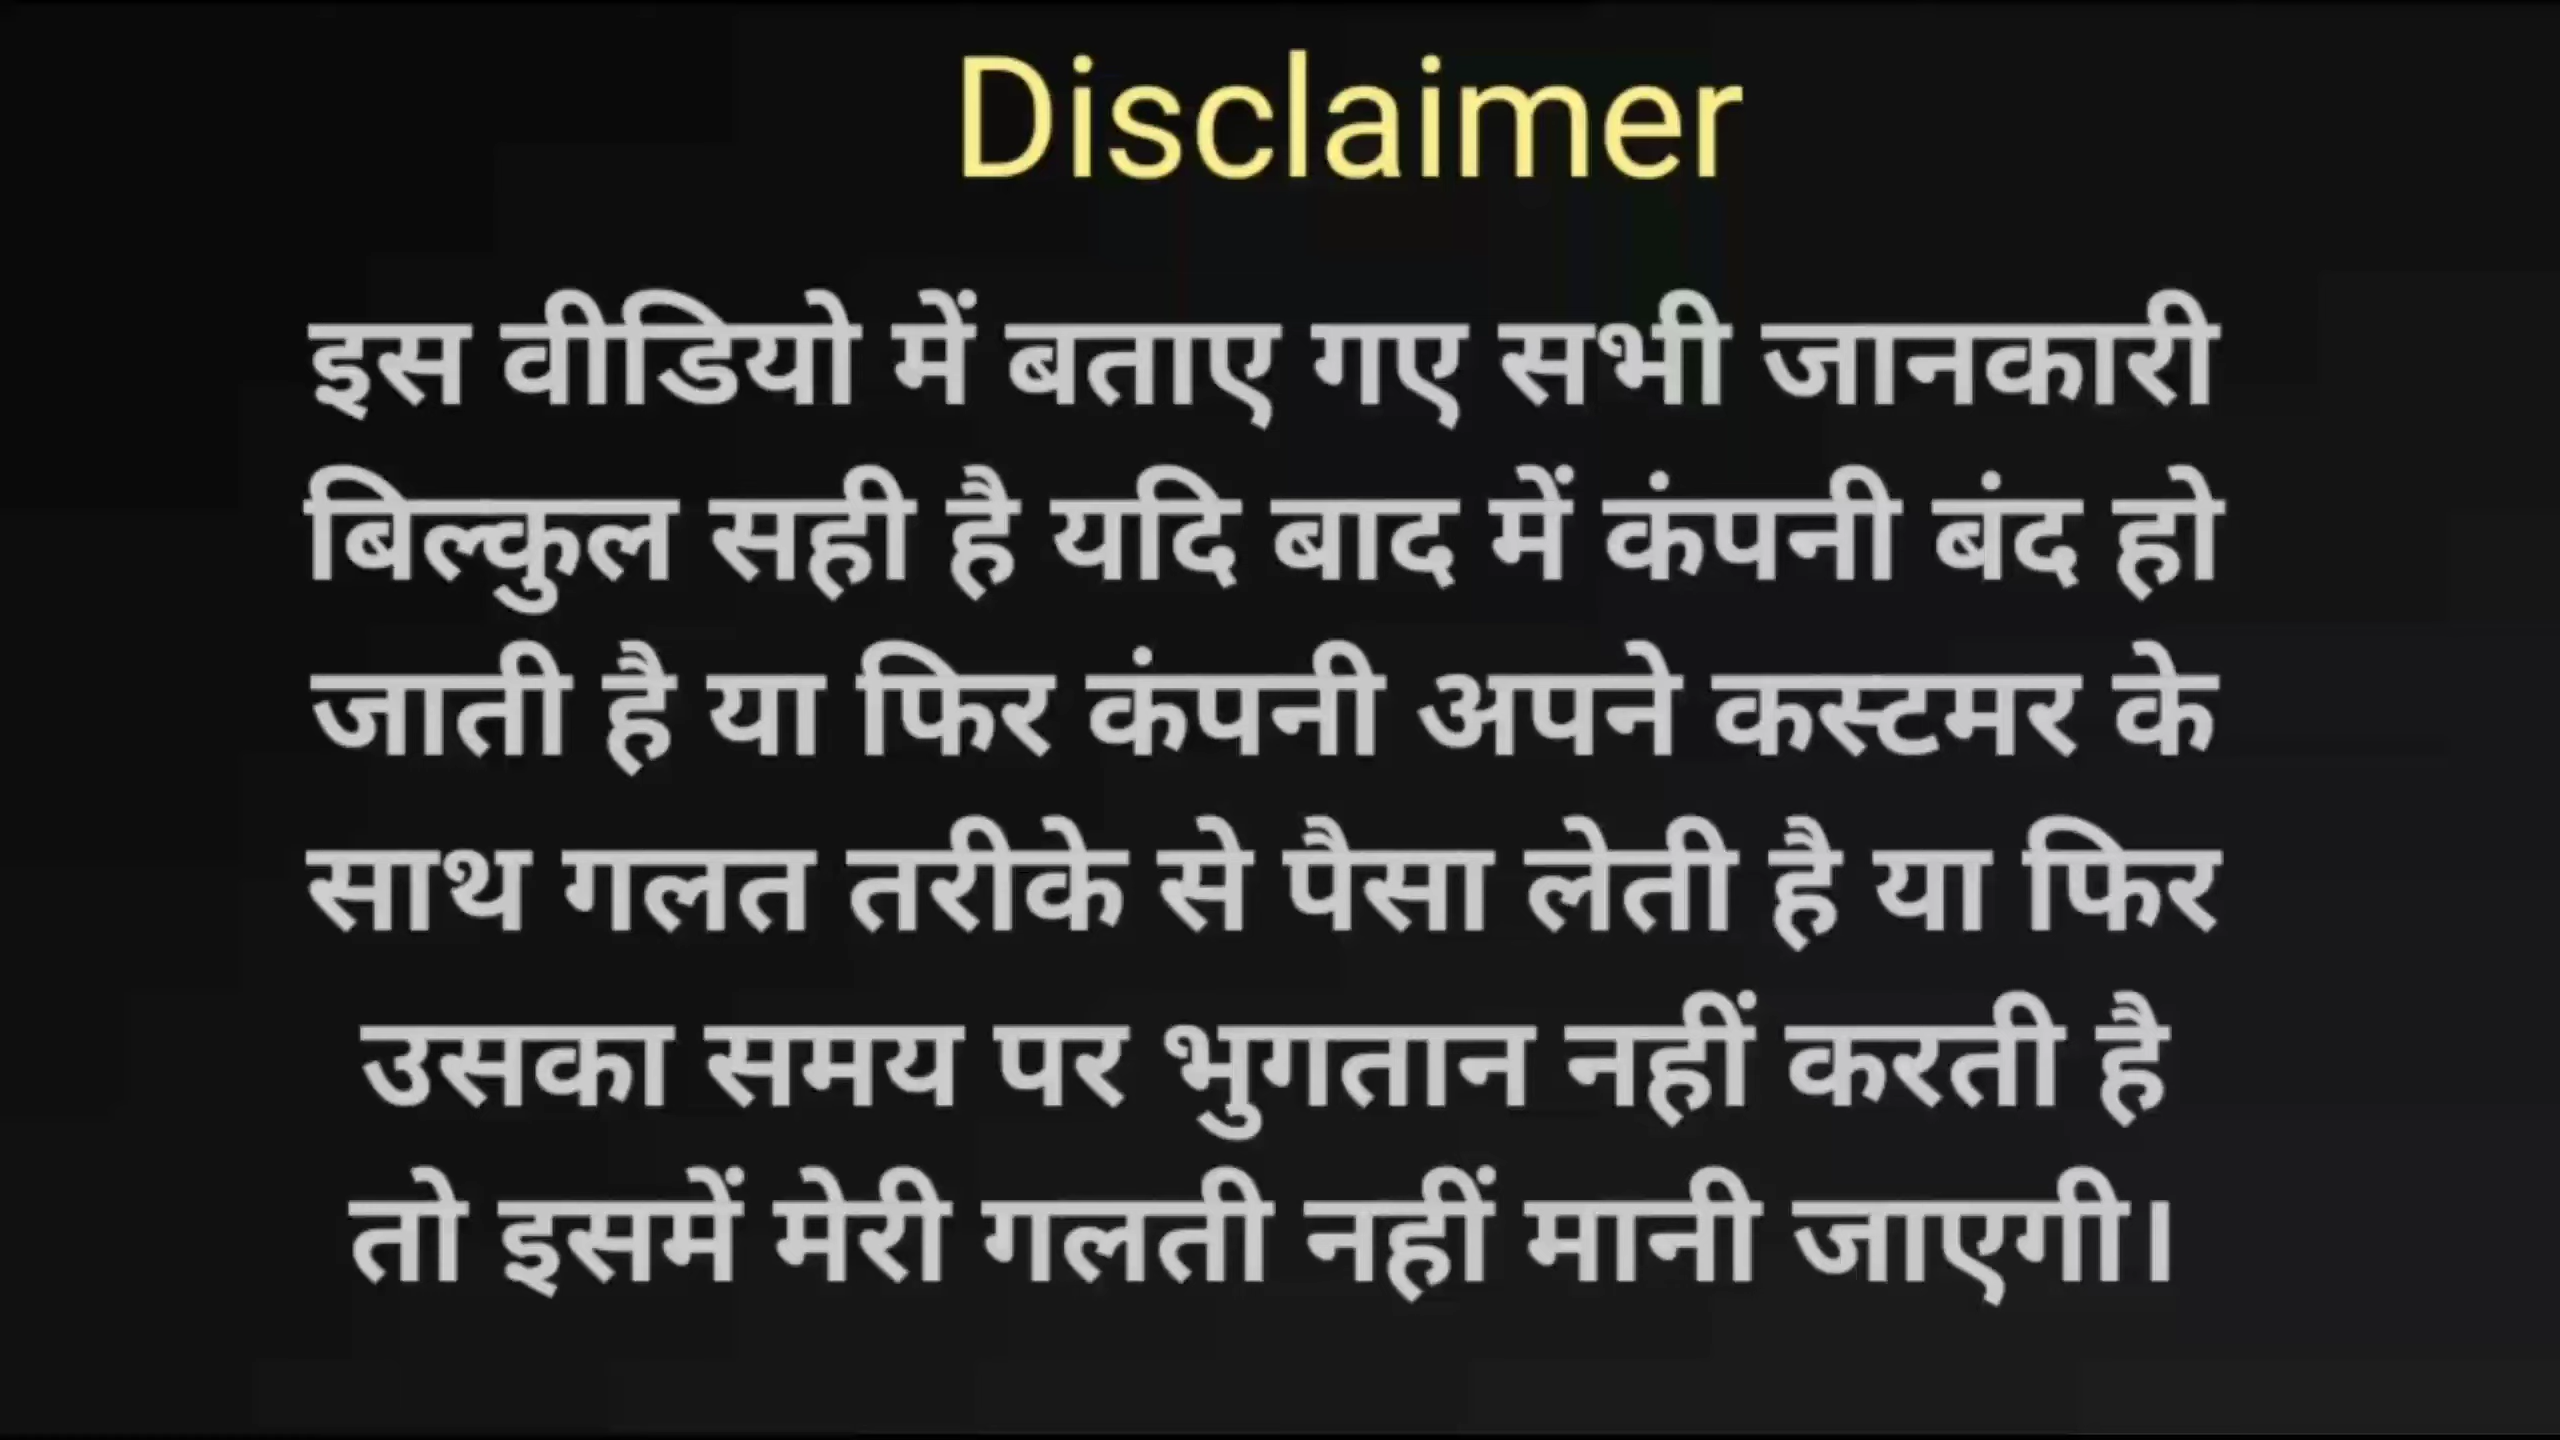 Disclaimer
इस वीडियो में बताए गए सभी जानकारी
बिल्कुल सही है यदि बाद में कंपनी बंद हो
जाती है या फिर कंपनी अपने कस्टमर के
साथ गलत तरीके से पैसा लेती है या फिर
उसका समय पर भुगतान नहीं करती है
तो इसमें मेरी गलती नहीं मानी जाएगी।